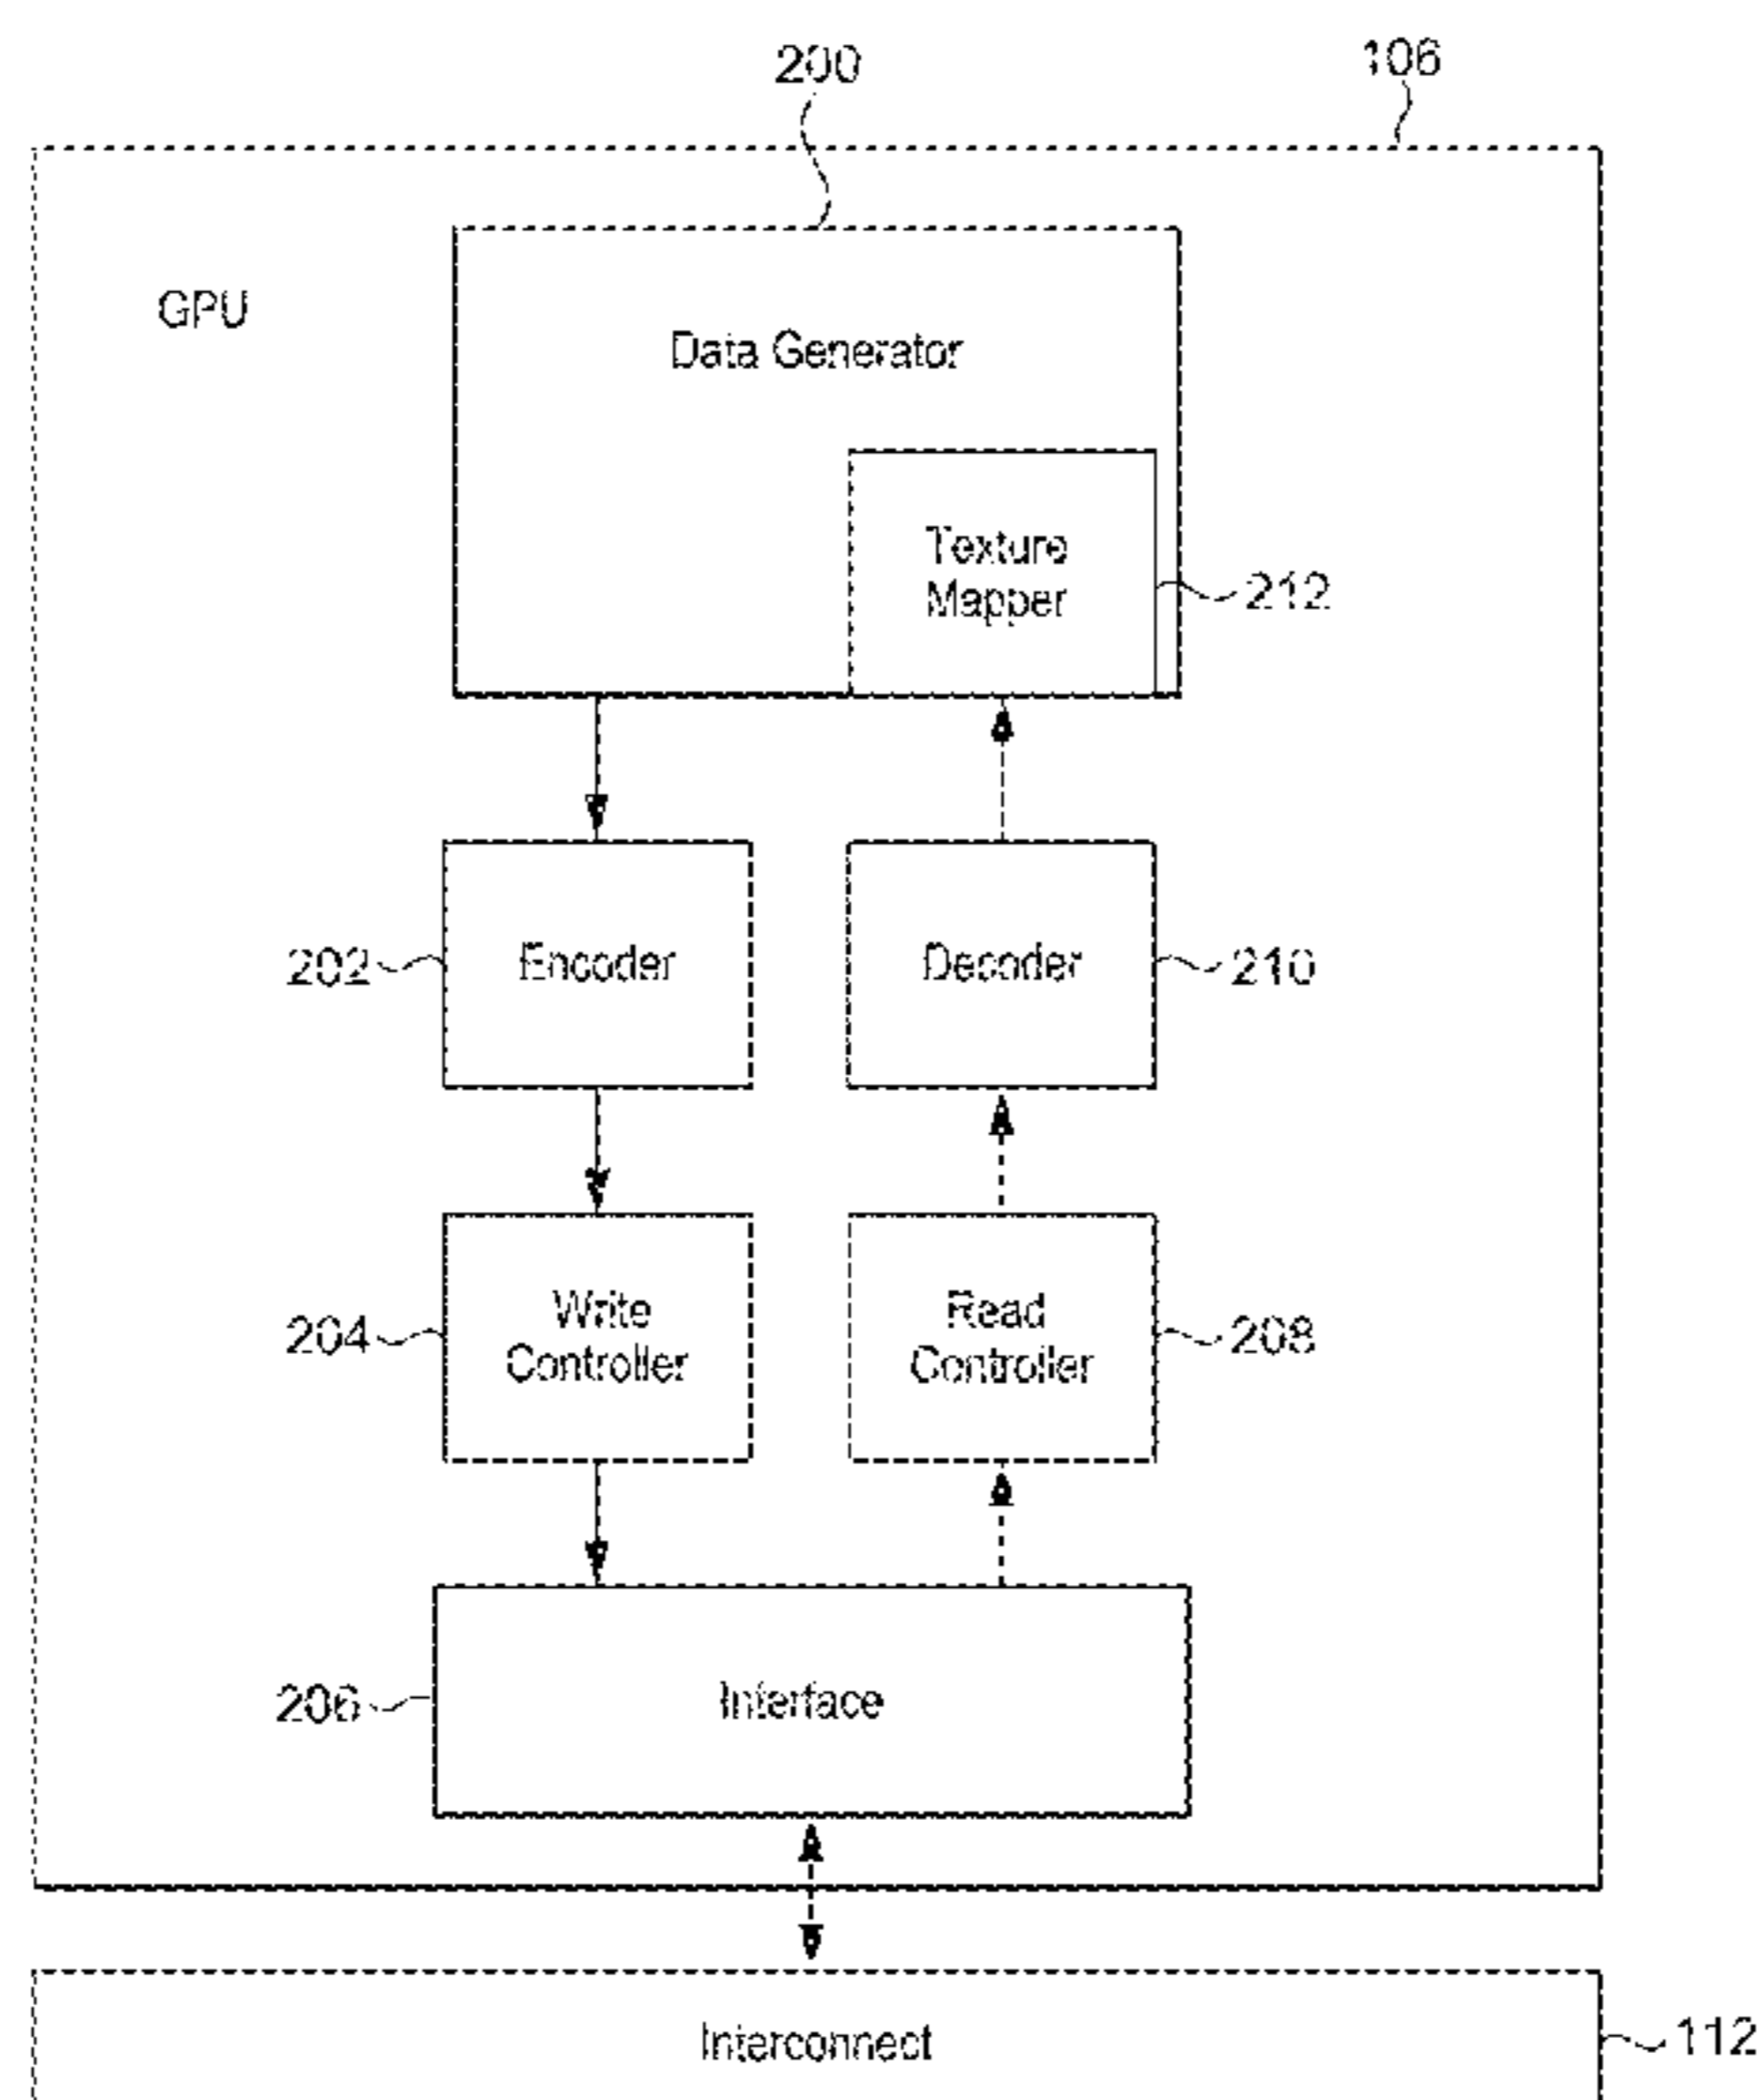 200
106
GPU
Data Generator
Texture
Mapper
212
202
Encoder
Decoder
210
204
Write
Controller
Read
Controller
208
206
Interface
Interconnect
112